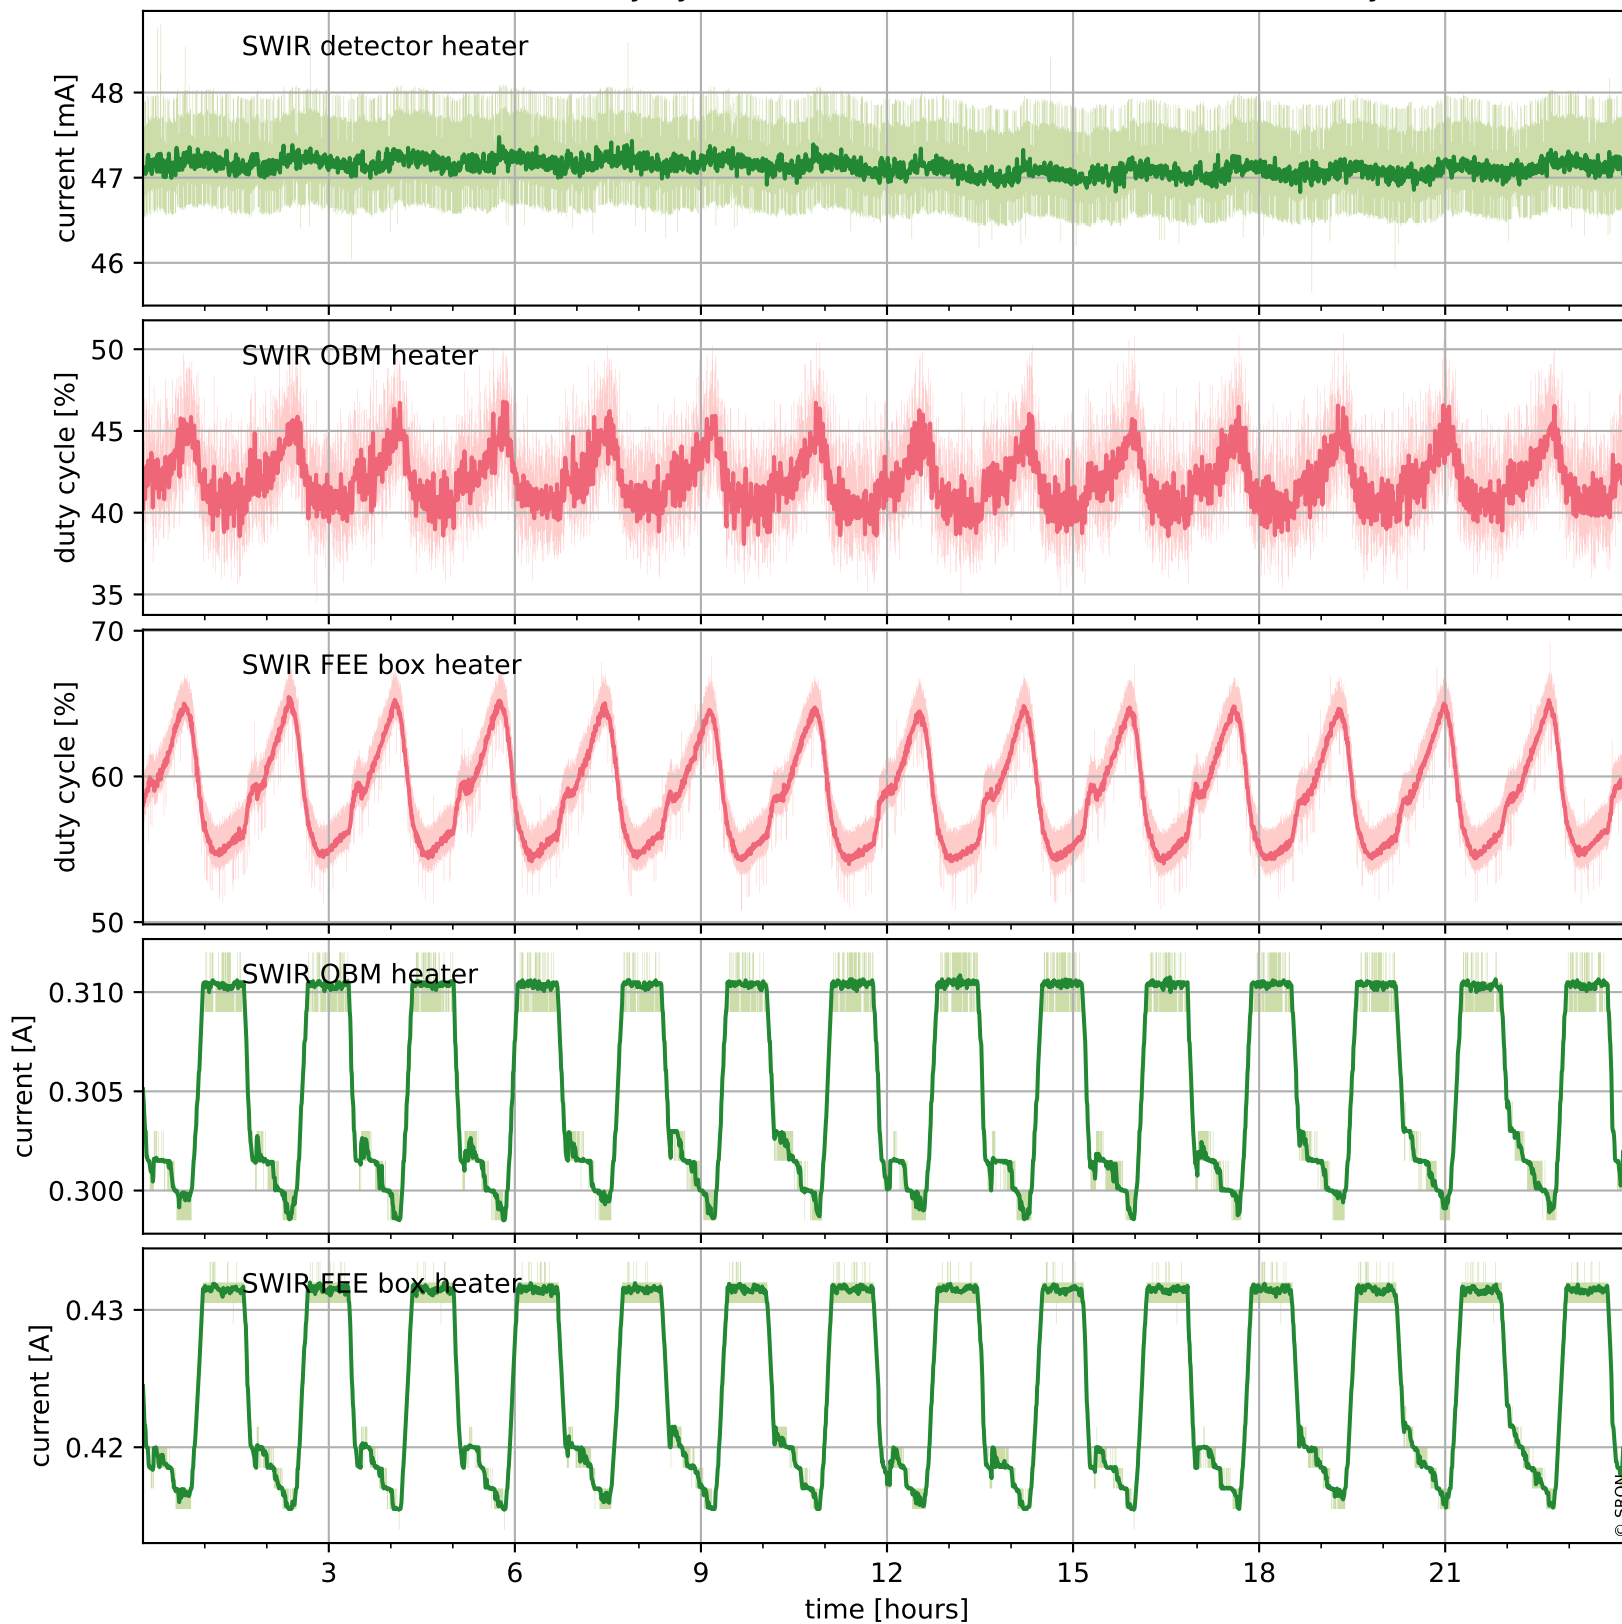 SWIR detector heater
current [mA]
48
47
46
SWIR OBM heater
duty cycle [%]
50
45
40
35
SWIR FEE box heater
duty cycle [%]
70
60
50
SWIR OBM heater
current [A]
0.310
0.305
0.300
SWIR FEE box heater
current [A]
0.43
0.42
3 6 9 12 15 18 21
time [hours]
© SRON